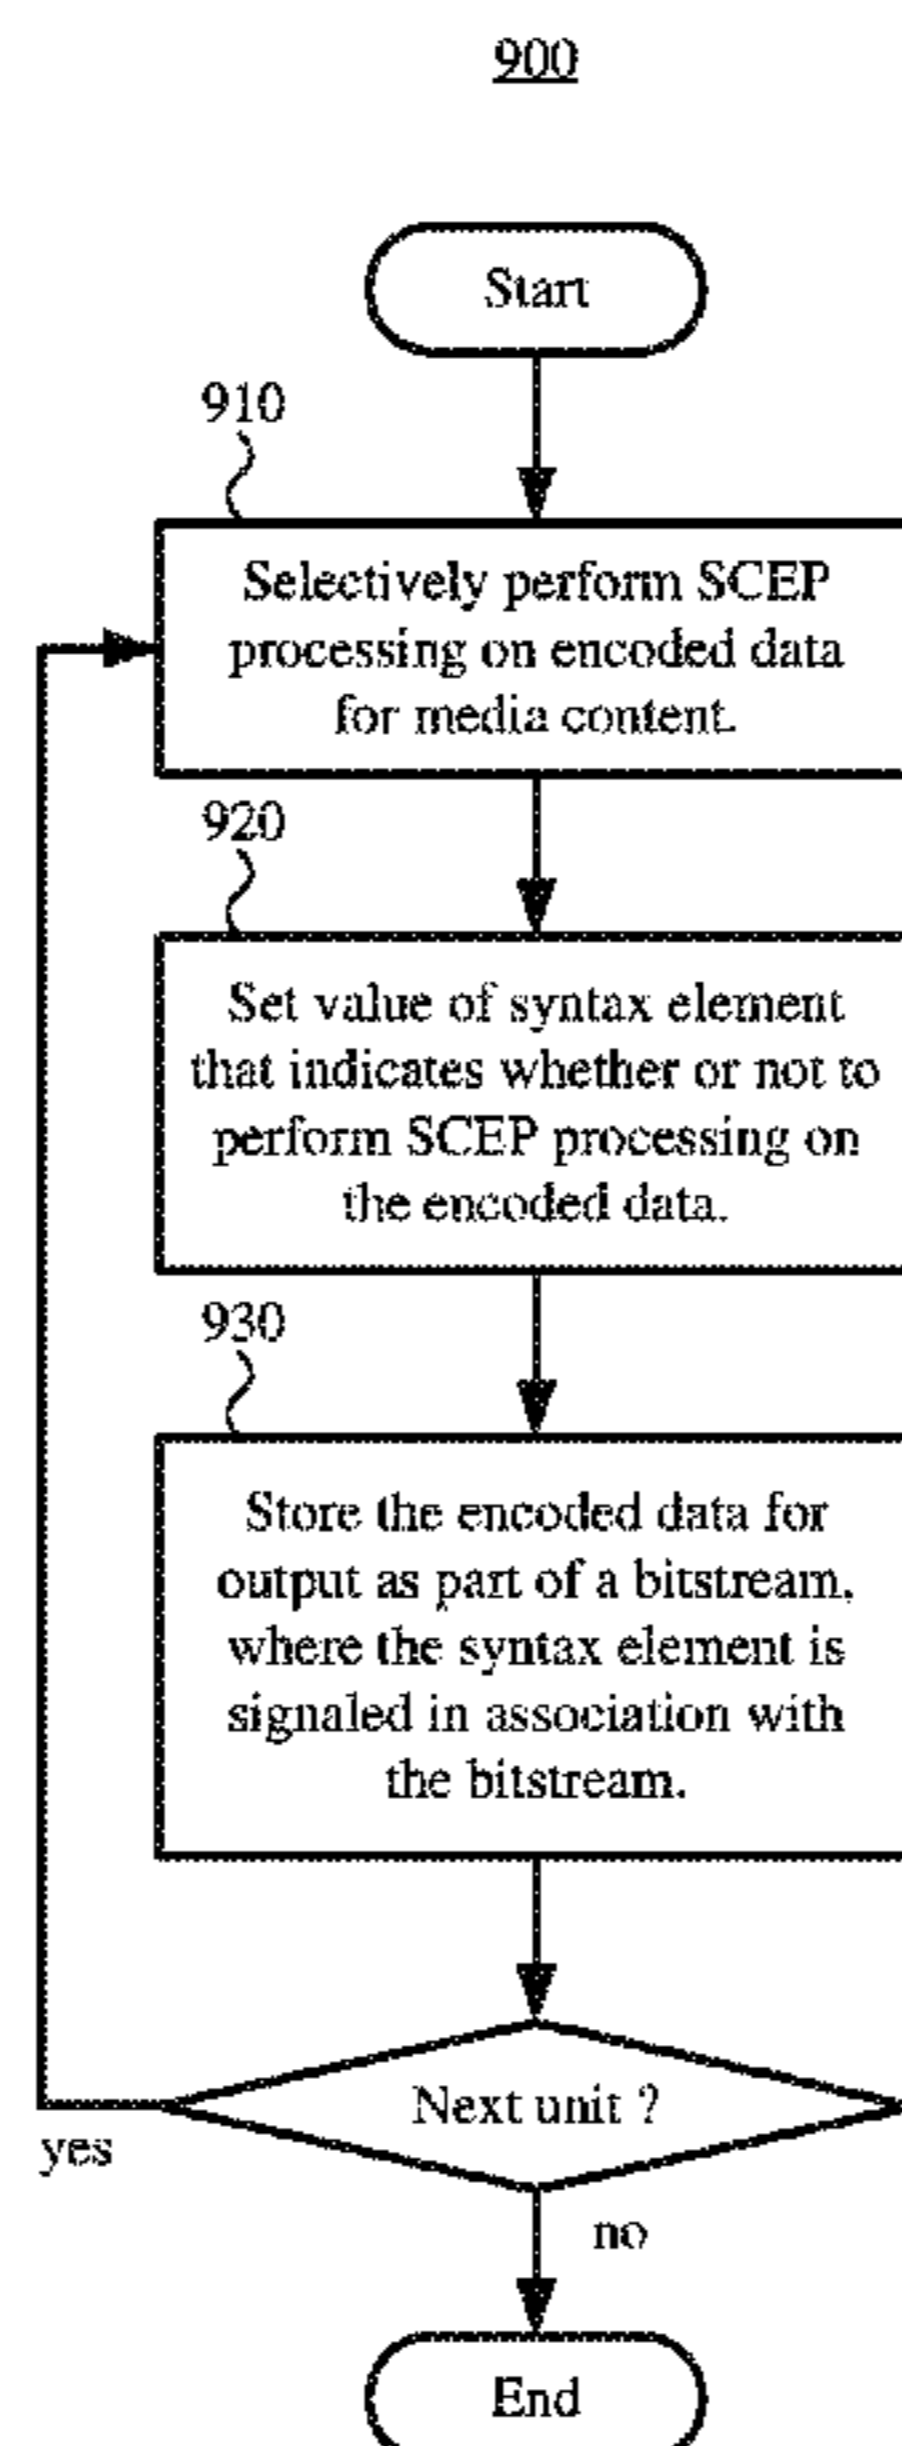 900
Start
910
Selectively perform SCEP
processing on encoded data
for media content.
920
Set value of syntax element
that indicates whether or not to
perform SCEP processing on
the encoded data.
930
Store the encoded data for
output as part of a bitstream,
where the syntax element is
signaled in association with
the bitstream.
Next unit ?
yes
no
End